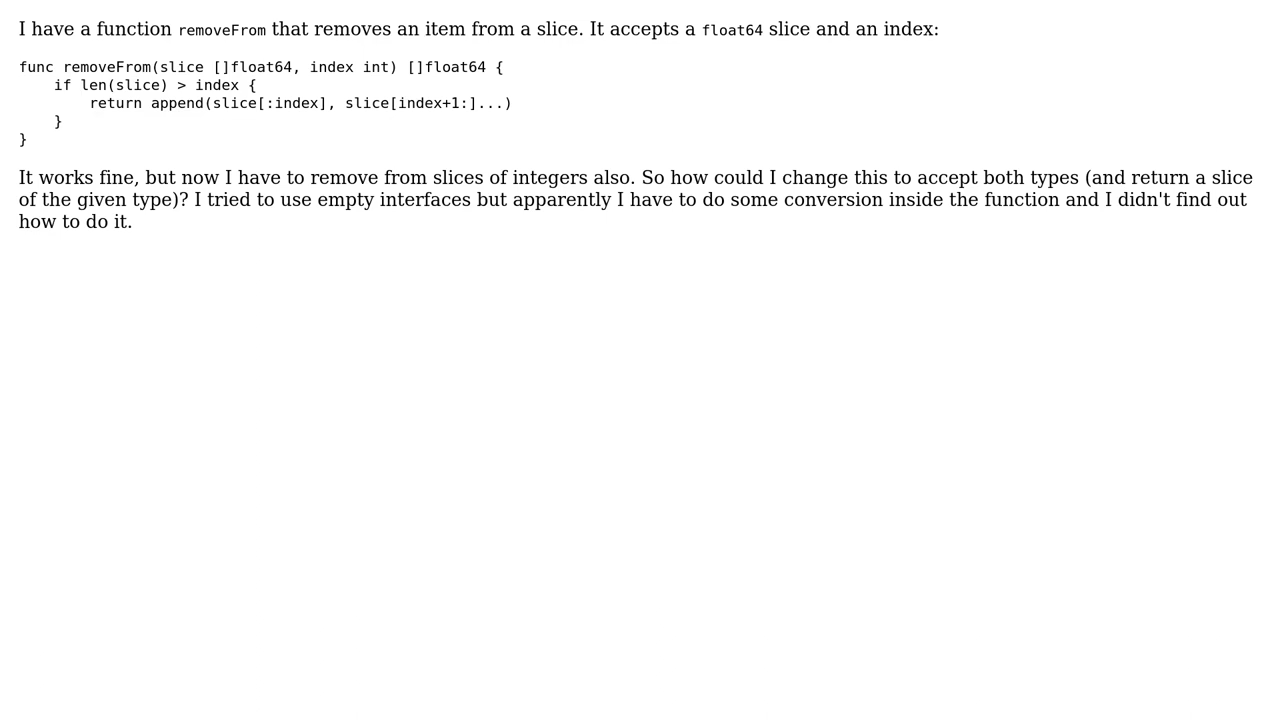 I have a function removeFrom that removes an item from a slice. It accepts a float64 slice and an index:
func removeFrom(slice []float64, index int) []float64 {
    if len(slice) > index {
        return append(slice[:index], slice[index+1:]...)
    }
}
It works fine, but now I have to remove from slices of integers also. So how could I change this to accept both types (and return a slice
of the given type)? I tried to use empty interfaces but apparently I have to do some conversion inside the function and I didn't find out
how to do it.